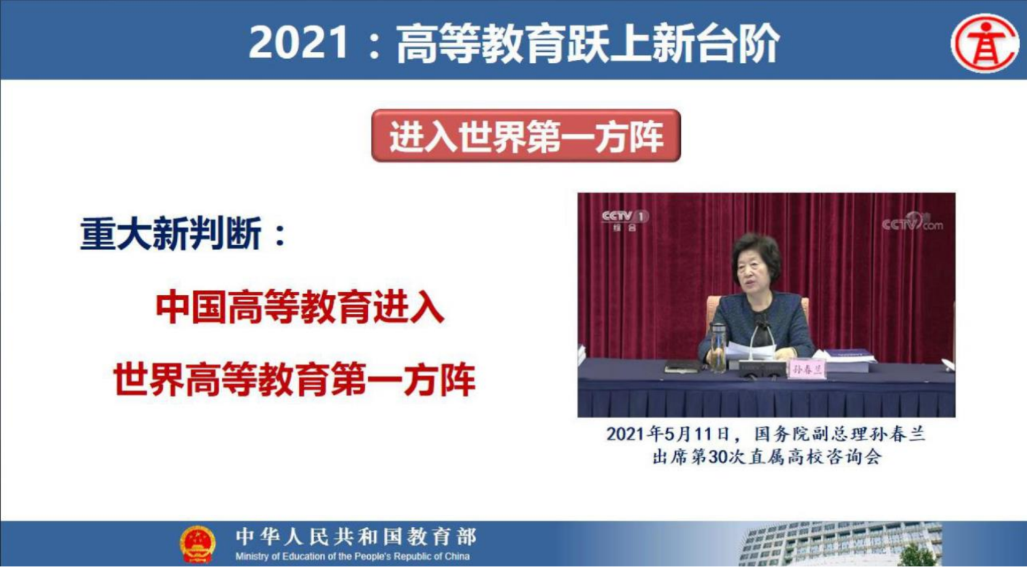 2021：高等教育跃上新台阶
进入世界第一方阵
重大新判断：
中国高等教育进入
世界高等教育第一方阵
CCTV 1
综合
CCTV.com
孙春兰
2021年5月11日，国务院副总理孙春兰
出席第30次直属高校咨询会
中华人民共和国教育部
Ministry of Education of the People's Republic of China